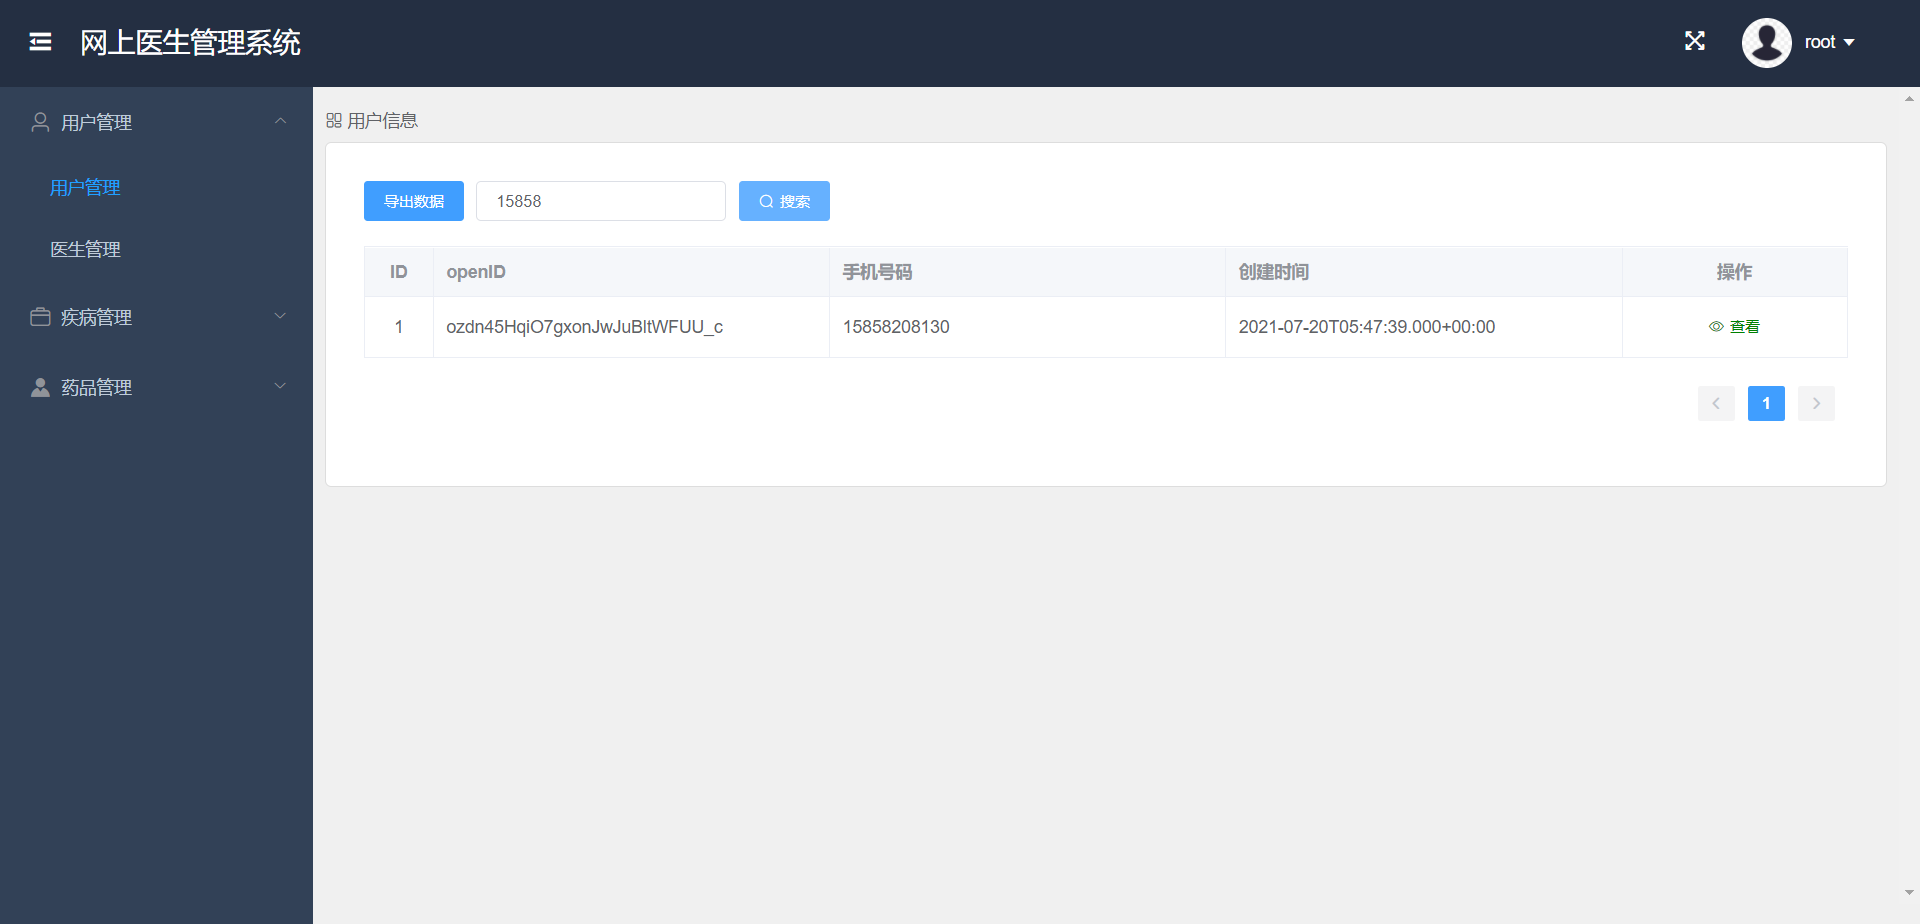 网上医生管理系统
root
用户管理
用户管理
医生管理
疾病管理
药品管理
用户信息
导出数据
15858
搜索
ID openID 手机号码 创建时间 操作
1 ozdn45HqiO7gxonJwJuBltWFUU_c 15858208130 2021-07-20T05:47:39.000+00:00 查看
1